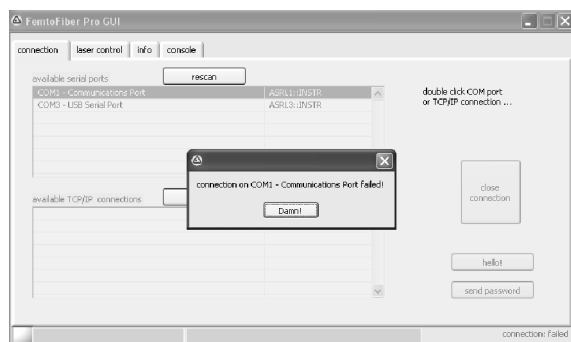 FemtoFiber Pro GUI
connection laser control info console
available serial ports rescan
COM1 - Communications Port ASRL1::INSTR
COM3 - USB Serial Port ASRL3::INSTR
double click COM port
or TCP/IP connection ...
connection on COM1 - Communications Port failed!
Damn!
available TCP/IP connections
close
connection
hello!
send password
connection: failed